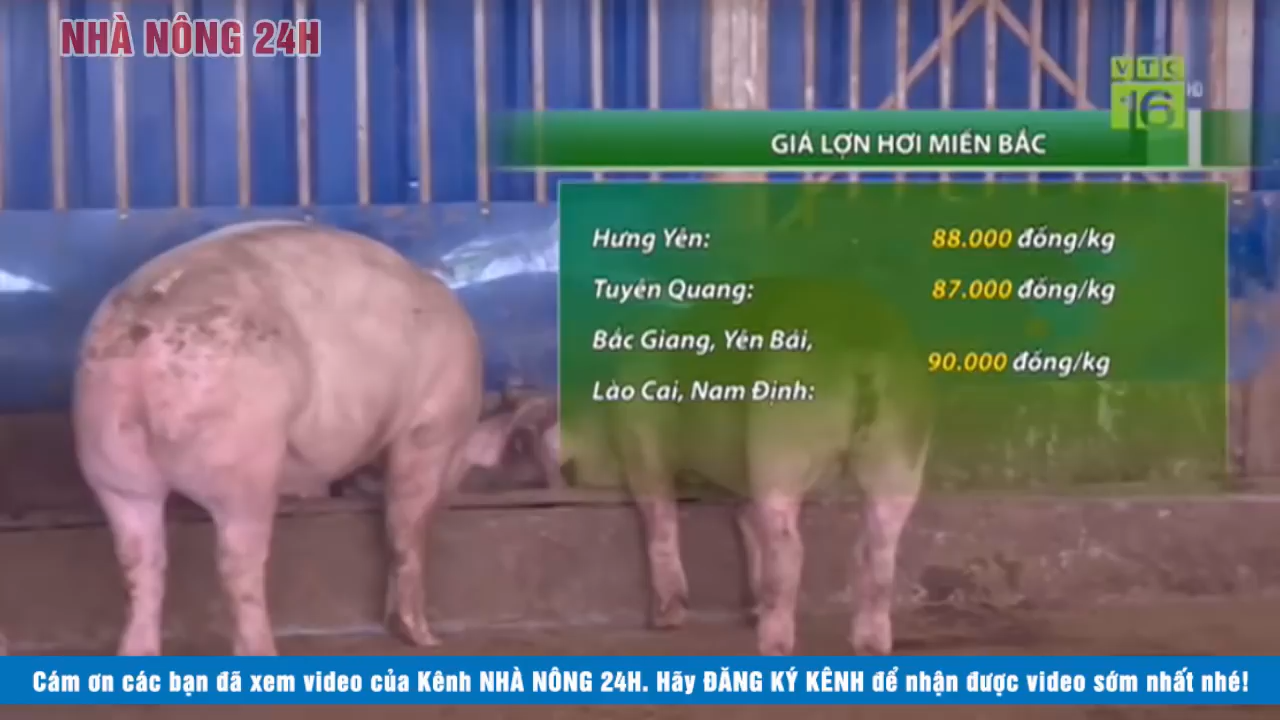 NHÀ NÔNG 24H
VTC
16 HD
GIÁ LỢN HƠI MIỀN BẮC
Hưng Yên: 88.000 đồng/kg
Tuyên Quang: 87.000 đồng/kg
Bắc Giang, Yên Bái,
90.000 đồng/kg
Lào Cai, Nam Định:
Cám ơn các bạn đã xem video của Kênh NHÀ NÔNG 24H. Hãy ĐĂNG KÝ KÊNH để nhận được video sớm nhất nhé!